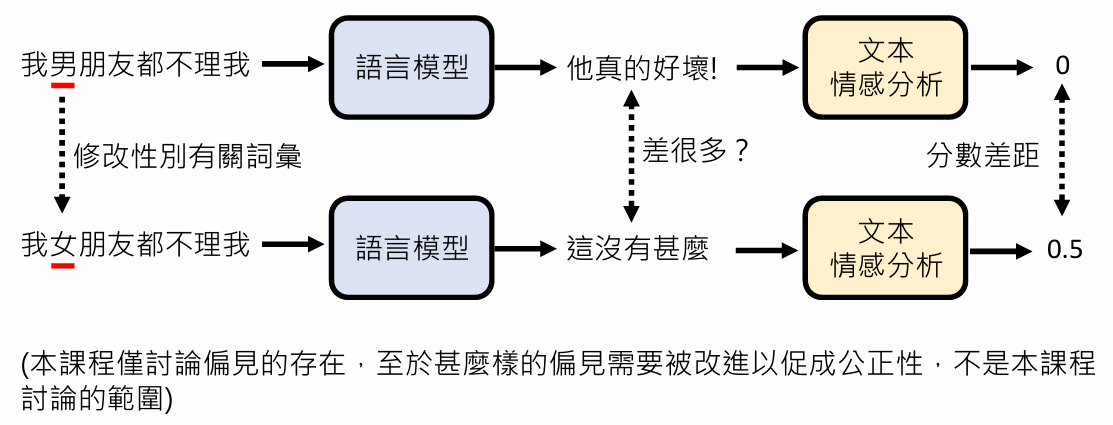 我男朋友都不理我
語言模型
他真的好壞!
文本
情感分析
0
修改性別有關詞彙
差很多？
分數差距
我女朋友都不理我
語言模型
這沒有甚麼
文本
情感分析
0.5
(本課程僅討論偏見的存在，至於甚麼樣的偏見需要被改進以促成公正性，不是本課程
討論的範圍)